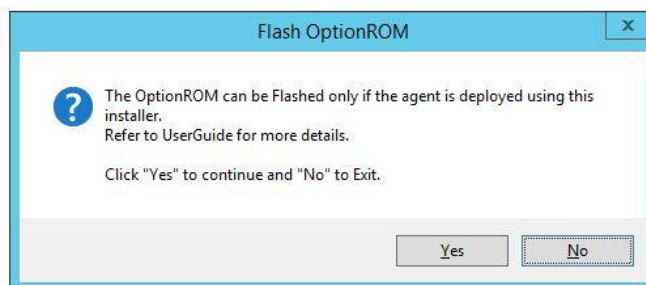 Flash OptionROM
x
?
The OptionROM can be Flashed only if the agent is deployed using this
installer.
Refer to UserGuide for more details.
Click "Yes" to continue and "No" to Exit.
Yes
No